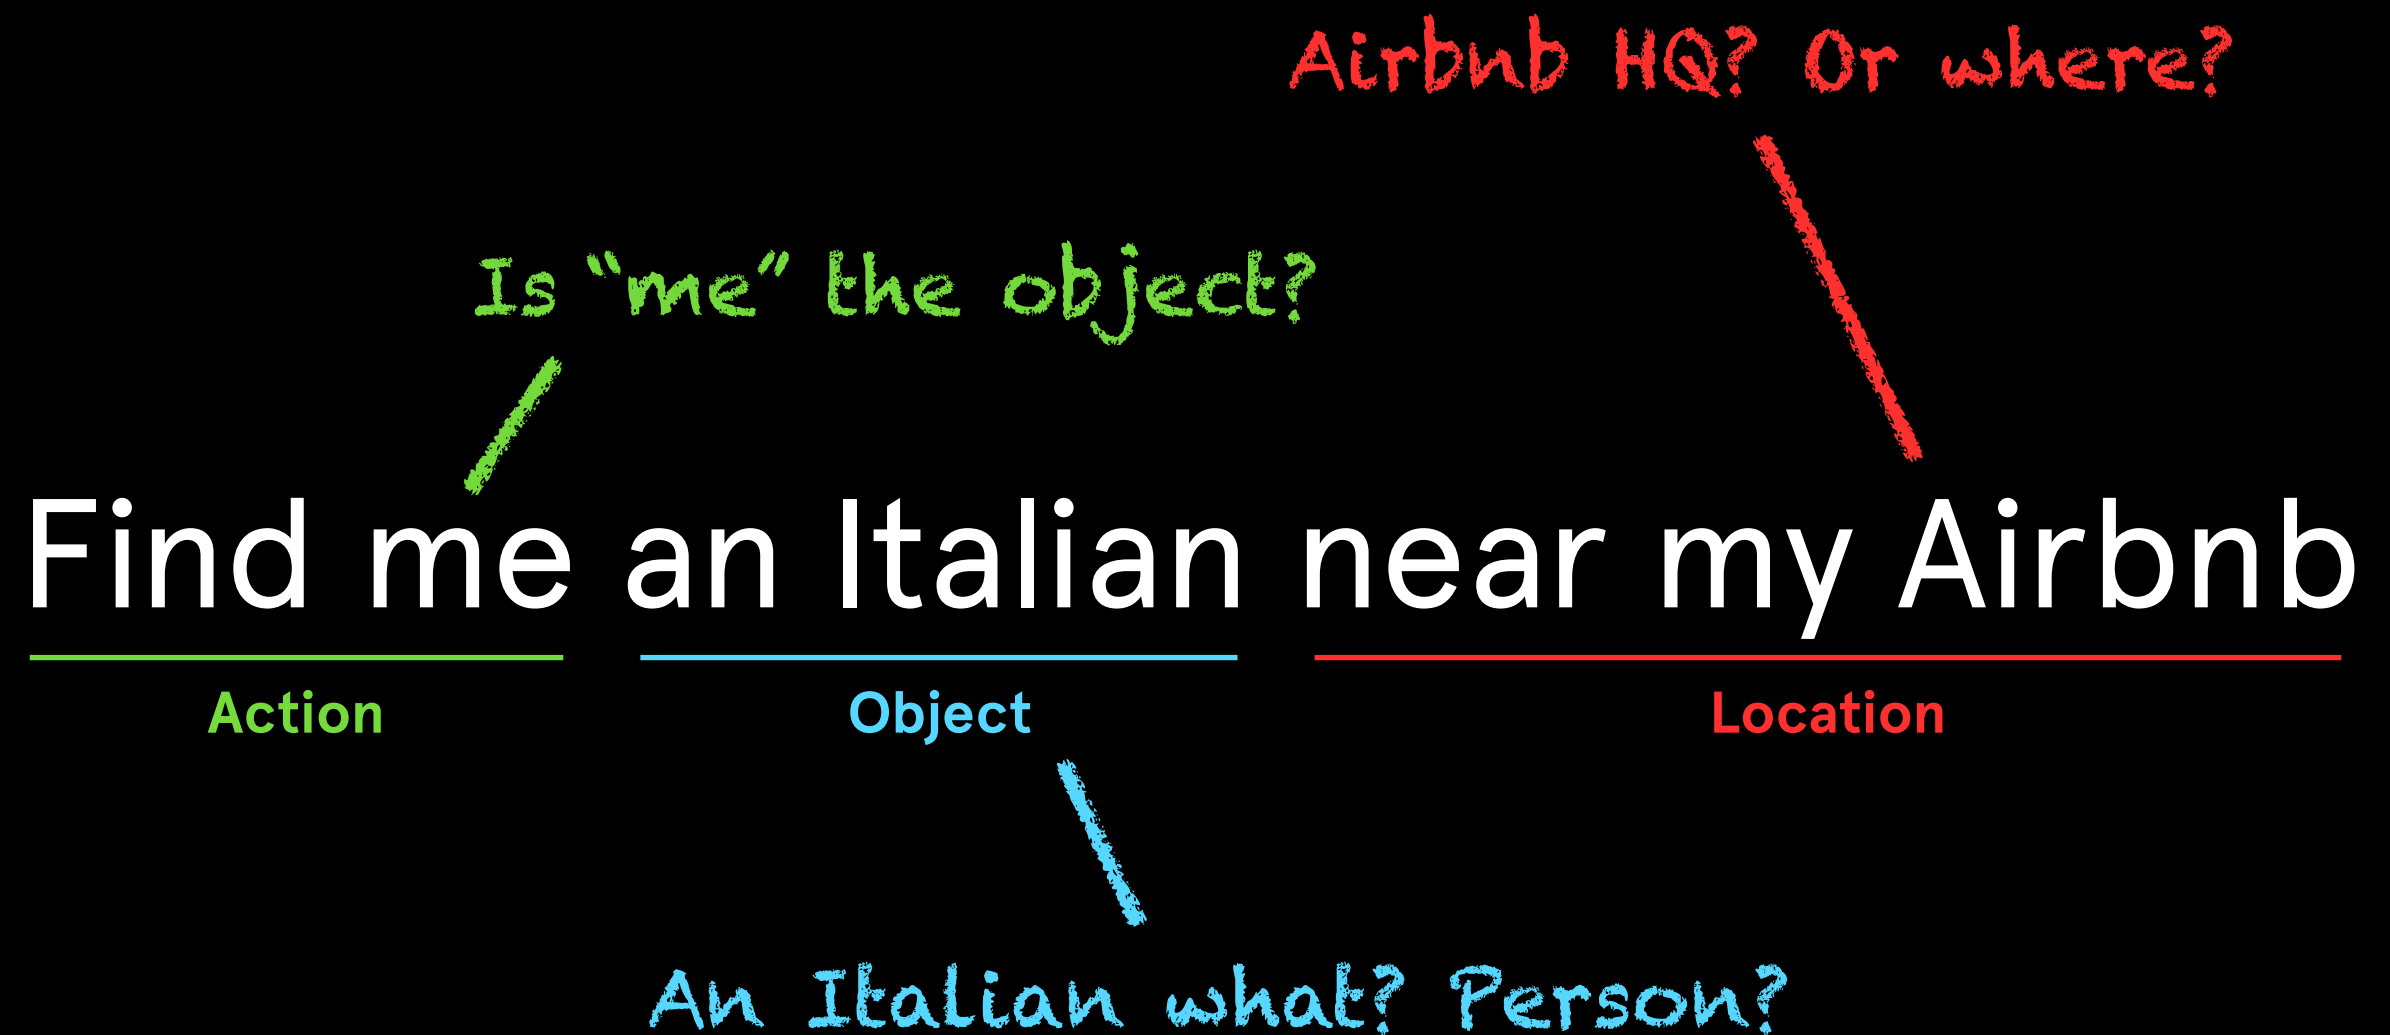 Airbnb HQ? Or where?
Is “me” the object?
Find me an Italian near my Airbnb
Action Object Location
An Italian what? Person?